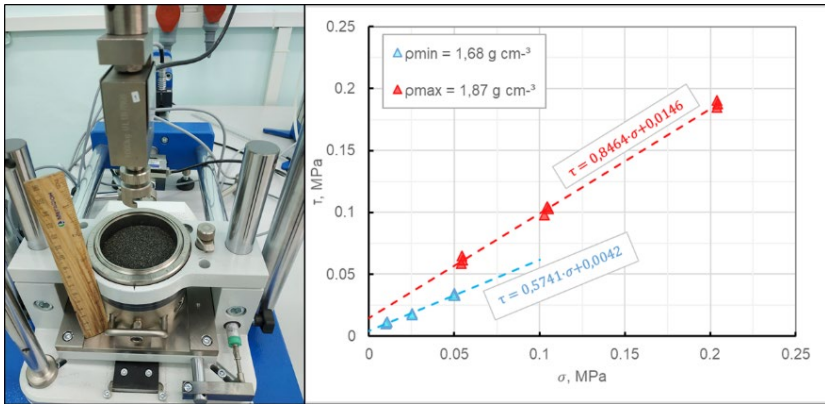 ρmin = 1,68 g cm-³
ρmax = 1,87 g cm-³
τ = 0,8464·σ+0,0146
τ = 0,5741·σ+0,0042
τ, MPa
0.25
0.2
0.15
0.1
0.05
0
0
0.05
0.1
0.15
0.2
0.25
σ, MPa